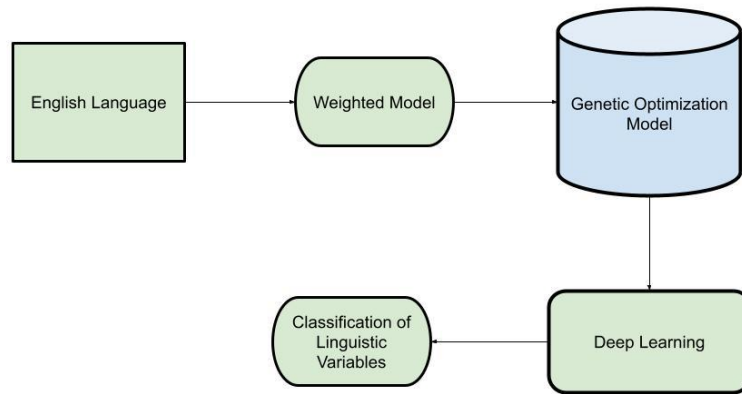 English Language
Weighted Model
Genetic Optimization
Model
Deep Learning
Classification of
Linguistic
Variables